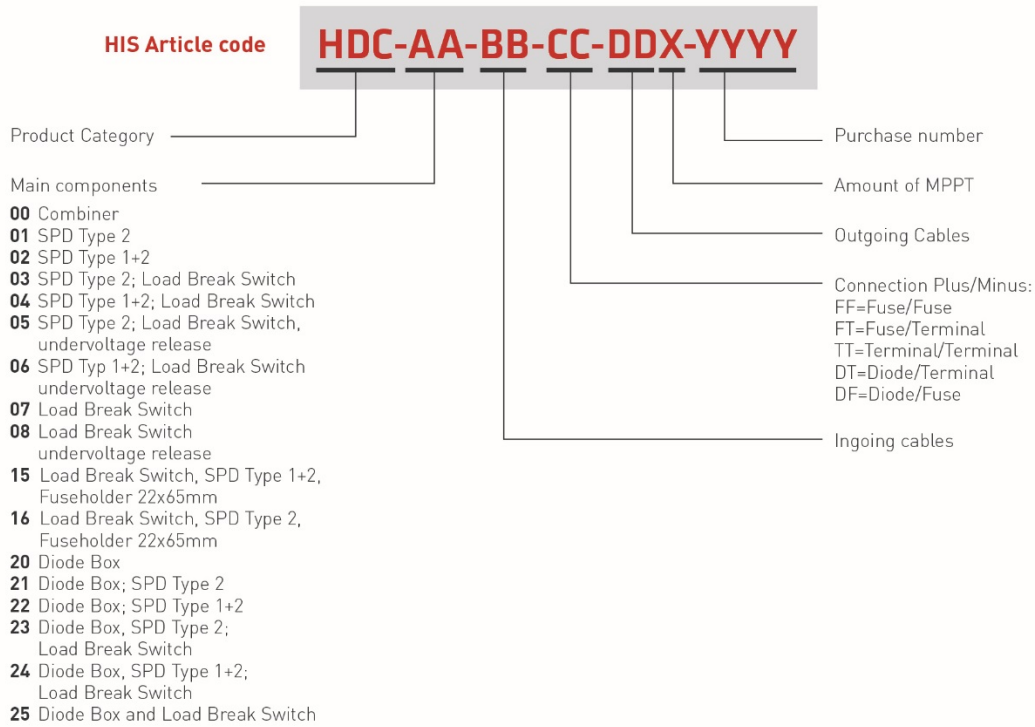 HIS Article code
HDC-AA-BB-CC-DDX-YYYY
Product Category
Main components
00 Combiner
01 SPD Type 2
02 SPD Type 1+2
03 SPD Type 2; Load Break Switch
04 SPD Type 1+2; Load Break Switch
05 SPD Type 2; Load Break Switch,
undervoltage release
06 SPD Typ 1+2; Load Break Switch
undervoltage release
07 Load Break Switch
08 Load Break Switch
undervoltage release
15 Load Break Switch, SPD Type 1+2,
Fuseholder 22x65mm
16 Load Break Switch, SPD Type 2,
Fuseholder 22x65mm
20 Diode Box
21 Diode Box; SPD Type 2
22 Diode Box; SPD Type 1+2
23 Diode Box, SPD Type 2;
Load Break Switch
24 Diode Box, SPD Type 1+2;
Load Break Switch
25 Diode Box and Load Break Switch
Purchase number
Amount of MPPT
Outgoing Cables
Connection Plus/Minus:
FF=Fuse/Fuse
FT=Fuse/Terminal
TT=Terminal/Terminal
DT=Diode/Terminal
DF=Diode/Fuse
Ingoing cables